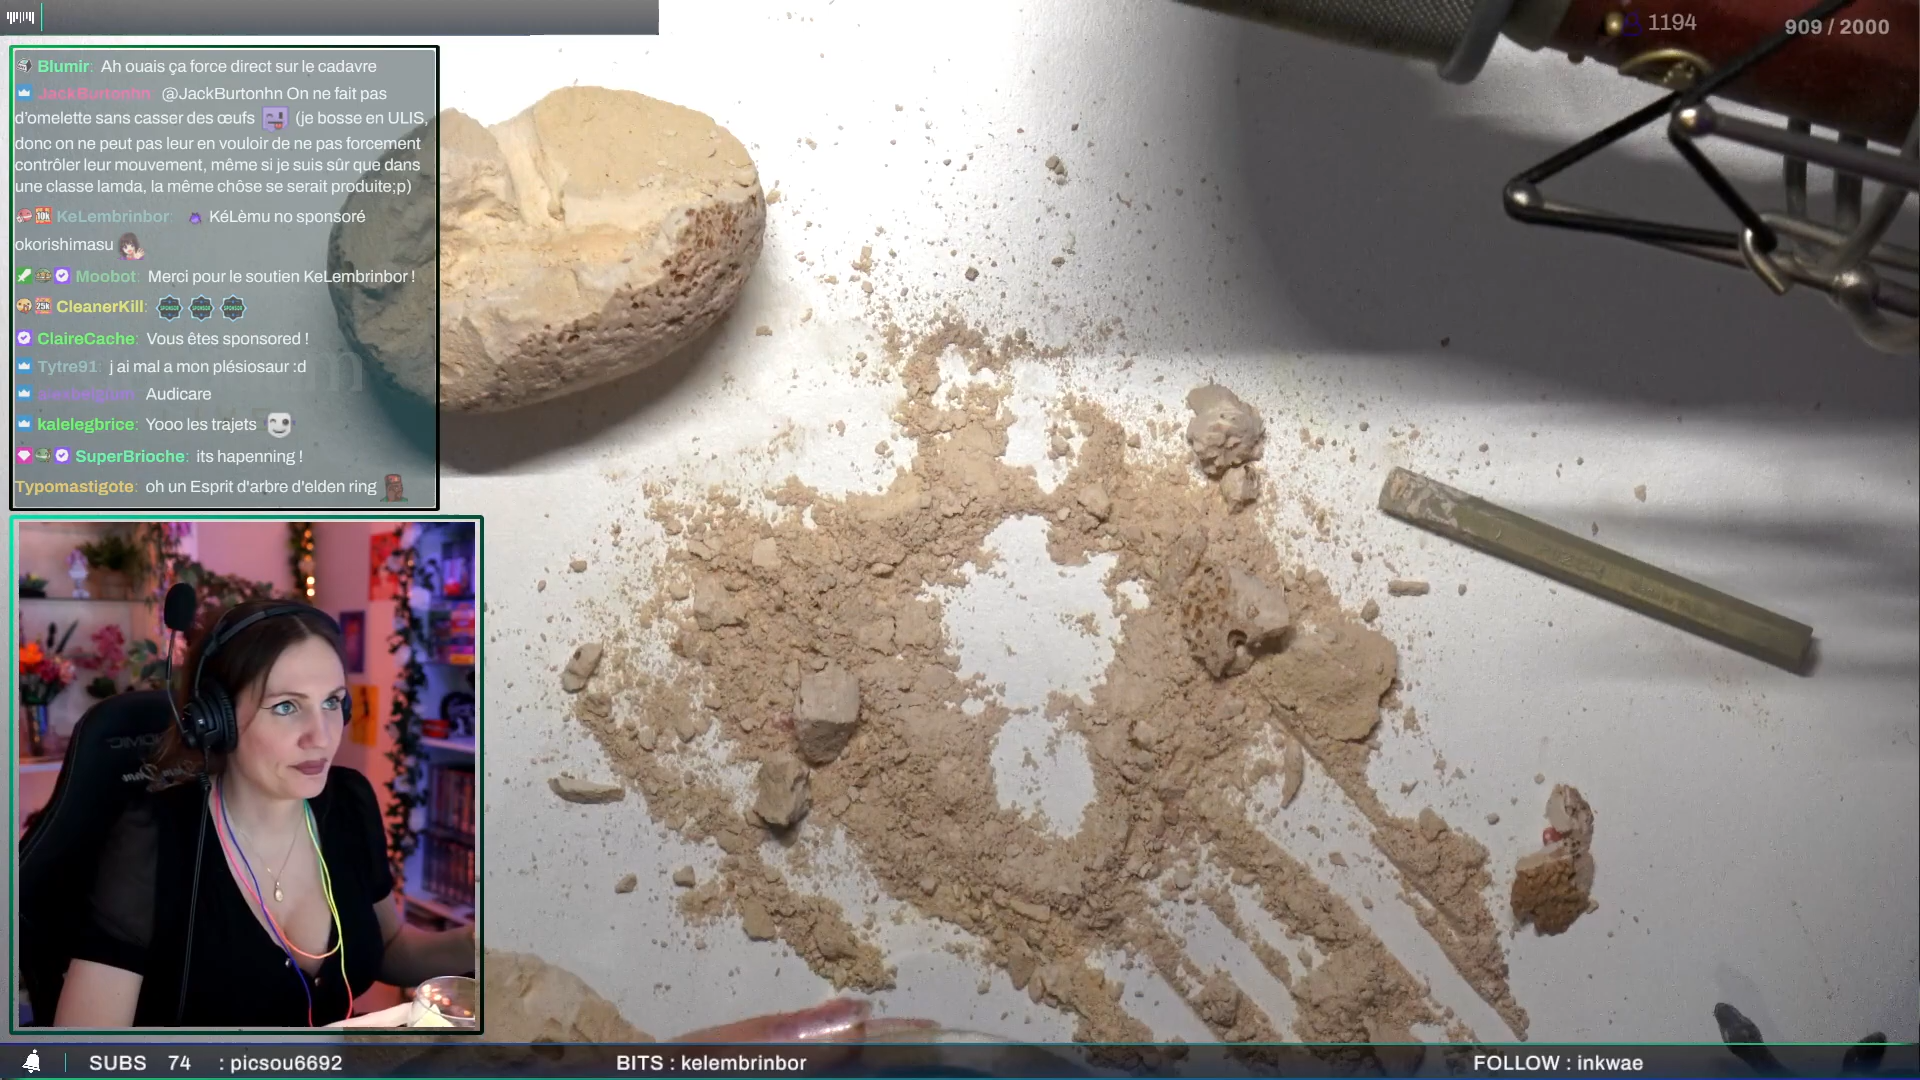 1194
909 / 2000
Blumir: Ah ouais ça force direct sur le cadavre
JackBurtonhn: @JackBurtonhn On ne fait pas
d'omelette sans casser des œufs (je bosse en ULIS,
donc on ne peut pas leur en vouloir de ne pas forcement
contrôler leur mouvement, même si je suis sûr que dans
une classe lamda, la même chôse se serait produite;p)
KeLembrinbor: KéLèmu no sponsoré
okorishimasu
Moobot: Merci pour le soutien KeLembrinbor !
CleanerKill:
ClaireCache: Vous êtes sponsored !
Tytre91: j ai mal a mon plésiosaur :d
Audicare
kalelegbrice: Yooo les trajets
SuperBrioche: its hapenning !
Typomastigote: oh un Esprit d'arbre d'elden ring
SUBS 74 : picsou6692
BITS : kelembrinbor
FOLLOW : inkwae